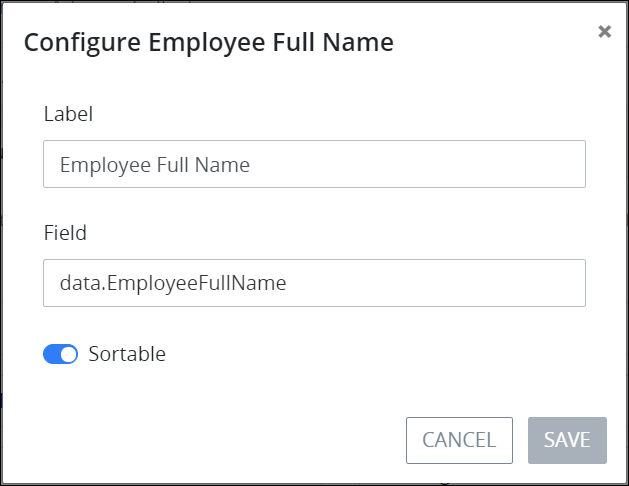 Configure Employee Full Name
×
Label
Employee Full Name
Field
data.EmployeeFullName
Sortable
CANCEL SAVE